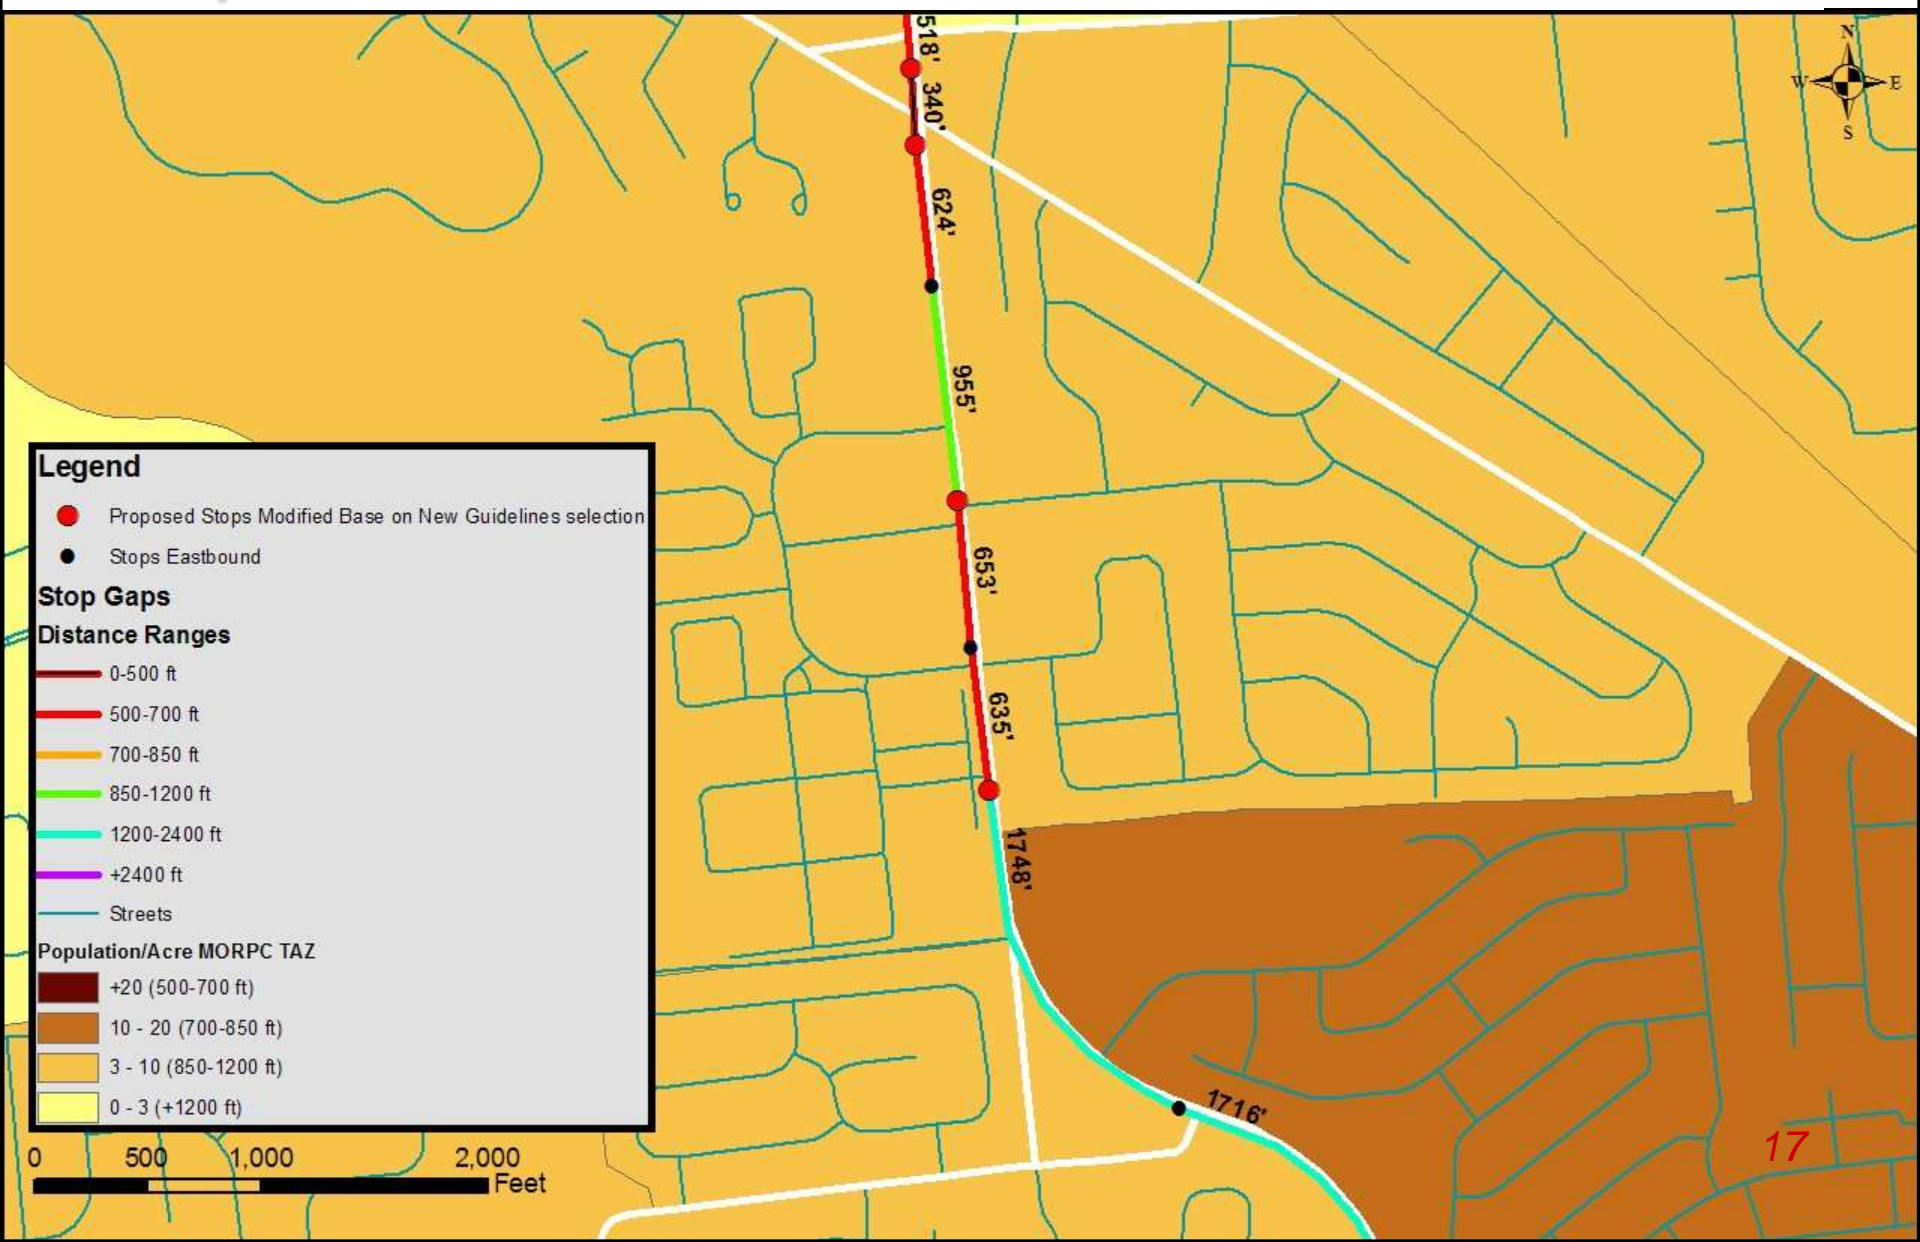 518'
N
W E
S
340'
624'
955'
653'
635'
1748'
1716'
Legend
Proposed Stops Modified Base on New Guidelines selection
Stops Eastbound
Stop Gaps
Distance Ranges
0-500 ft
500-700 ft
700-850 ft
850-1200 ft
1200-2400 ft
+2400 ft
Streets
Population/Acre MORPC TAZ
+20 (500-700 ft)
10 - 20 (700-850 ft)
3 - 10 (850-1200 ft)
0 - 3 (+1200 ft)
0 500 1,000 2,000
Feet
17